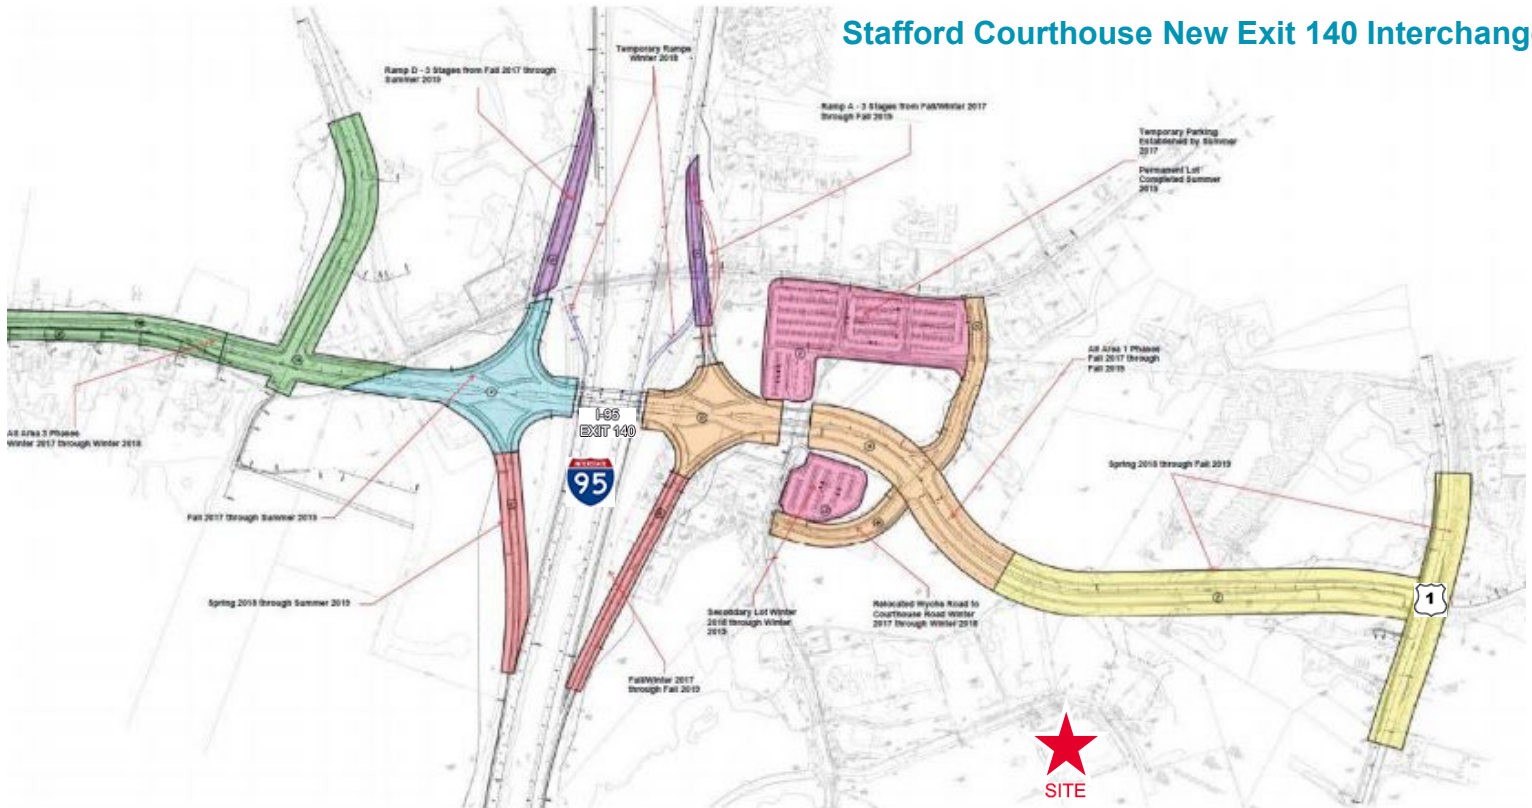 Stafford Courthouse New Exit 140 Interchang
Temporary Ramps
Winter 2018
Ramp D - 3 Stages from Fall 2017 through
Summer 2019
Ramp A - 3 Stages from Fall/Winter 2017
through Fall 2019
Temporary Parking
Established by Summer
2017
Permanent Lot
Completed Summer
All Area 1 Phases
Fall 2017 through
Fall 2019
I-95
EXIT 140
INTERSTATE
95
All Area 3 Phases
Winter 2017 through Winter 2018
Spring 2018 through Fall 2019
Fall 2017 through Summer
Spring 2018 through Summer 2019
1
Secondary Lot Winter
2018 through Winter
2019
Relocated Wyche Road to
Courthouse Road Winter
2017 through Winter 2018
Fall/Winter 2017
through Fall 2019
SITE